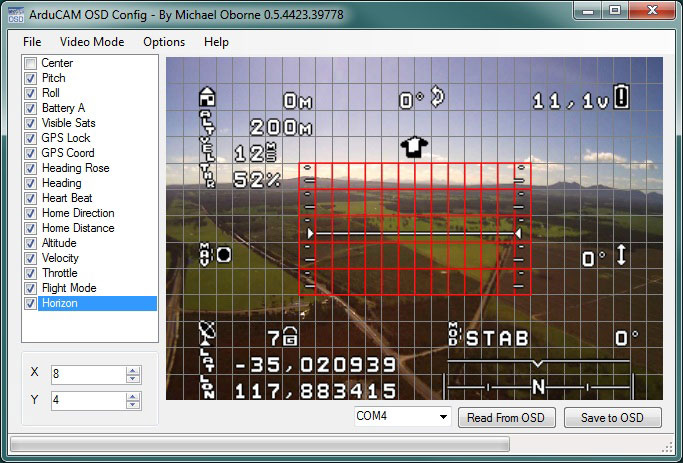 ArduCAM OSD Config - By Michael Oborne 0.5.4423.39778
File Video Mode Options Help
Center
Pitch
Roll
Battery A
Visible Sats
GPS Lock
GPS Coord
Heading Rose
Heading
Heart Beat
Home Direction
Home Distance
Altitude
Velocity
Throttle
Flight Mode
Horizon
X 8
Y 4
0M 0° 11,1v
ALT 200M
VEL 12MS
THR 52%
MAV
0°
7
MOD STAB 0°
LAT -35,020939
LON 117,883415
N
COM4 Read From OSD Save to OSD